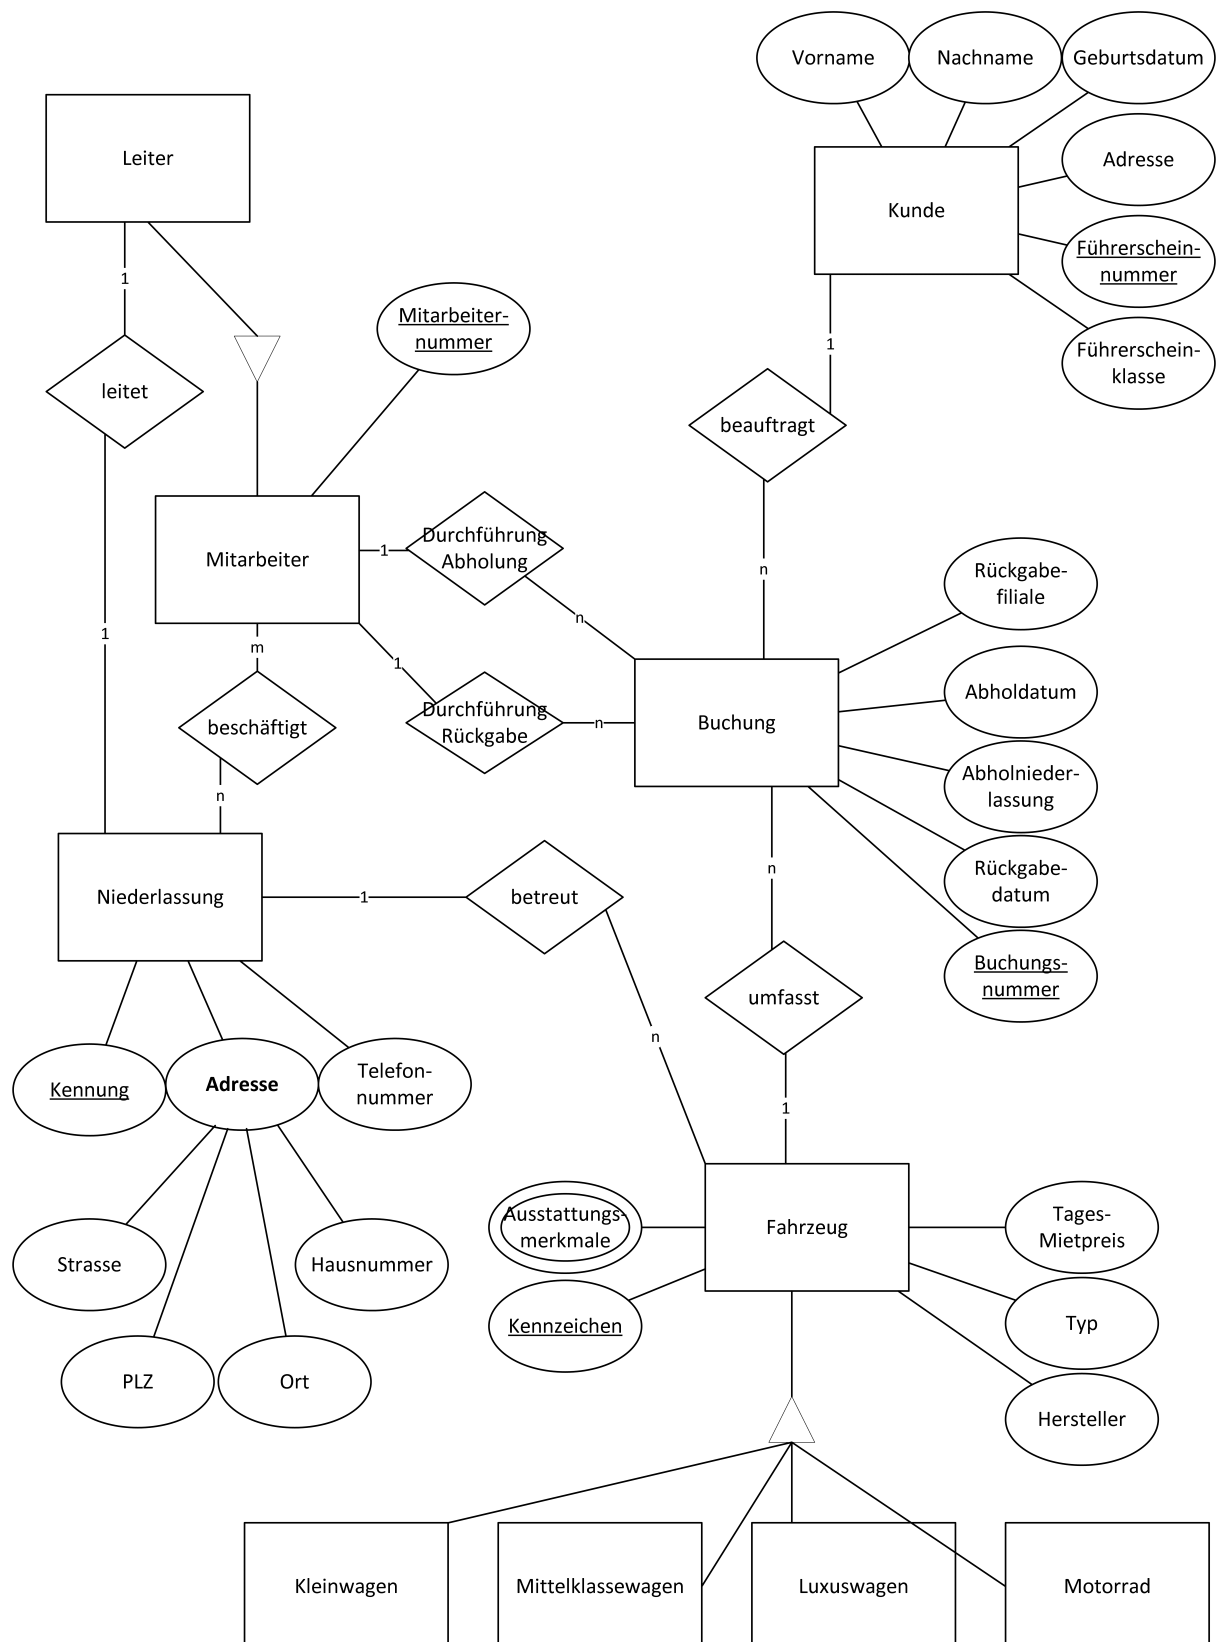 Vorname
Nachname
Geburtsdatum
Leiter
Adresse
Kunde
Führerschein-
nummer
1
Mitarbeiter-
nummer
1
Führerschein-
klasse
leitet
beauftragt
Durchführung
Abholung
Mitarbeiter
1
n
Rückgabe-
filiale
n
1
m
1
Abholdatum
beschäftigt
Durchführung
Rückgabe
n
Buchung
Abholnieder-
lassung
n
n
Rückgabe-
datum
Niederlassung
1
betreut
Buchungs-
nummer
umfasst
n
Kennung
Adresse
Telefon-
nummer
1
Ausstattungs-
merkmale
Fahrzeug
Tages-
Mietpreis
Strasse
Hausnummer
Kennzeichen
Typ
PLZ
Ort
Hersteller
Kleinwagen
Mittelklassewagen
Luxuswagen
Motorrad